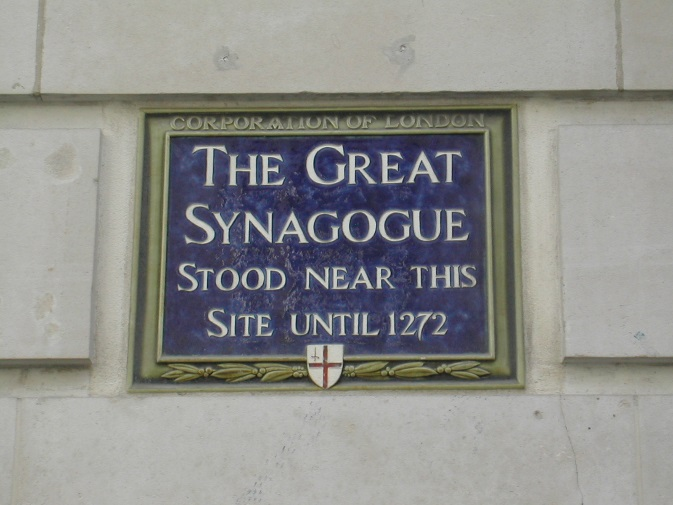 CORPORATION OF LONDON
THE GREAT
SYNAGOGUE
STOOD NEAR THIS
SITE UNTIL 1272